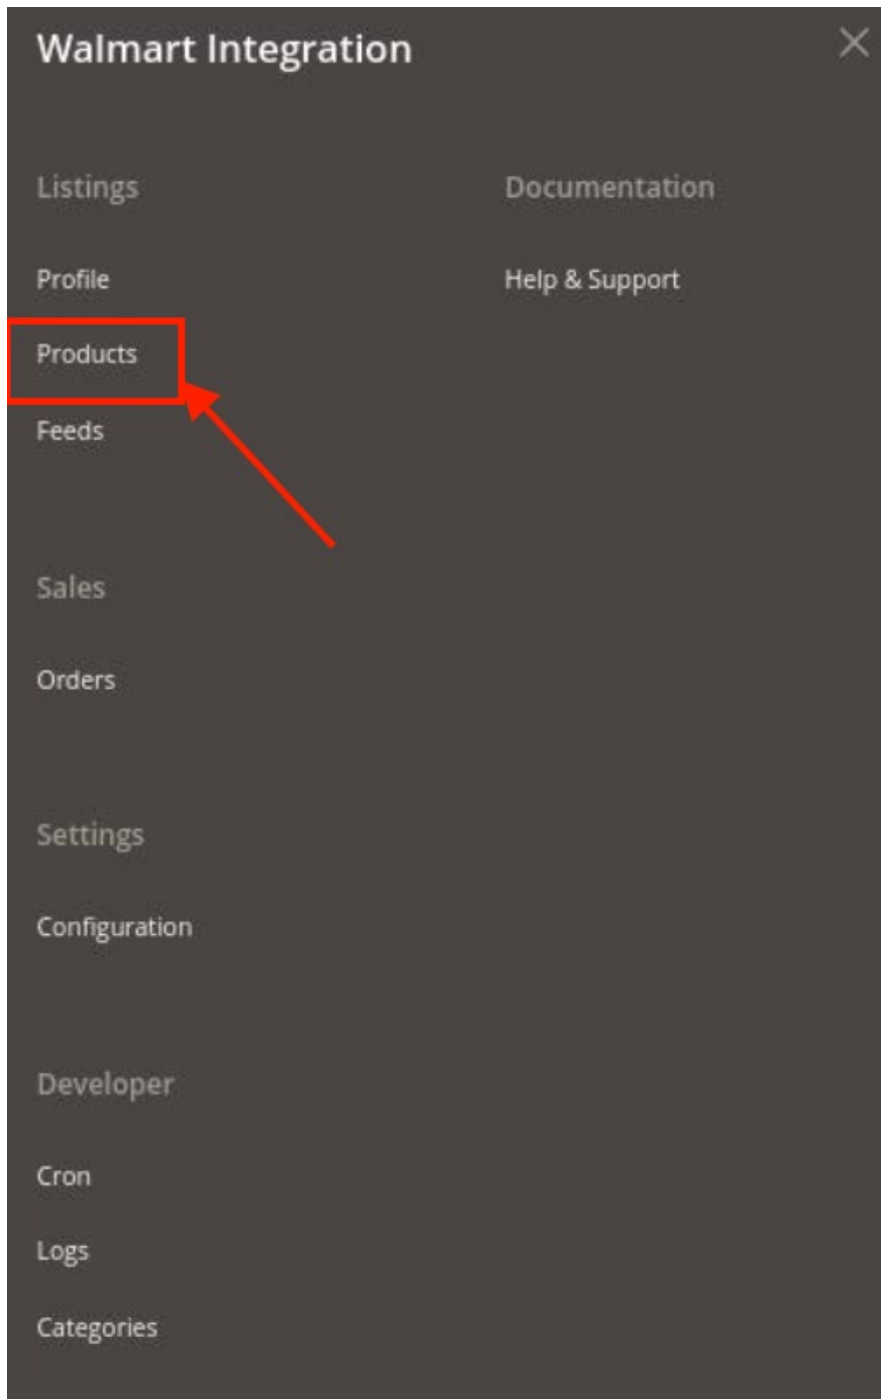 Walmart Integration
Listings
Profile
Products
Feeds
Sales
Orders
Settings
Configuration
Developer
Cron
Logs
Categories
Documentation
Help & Support